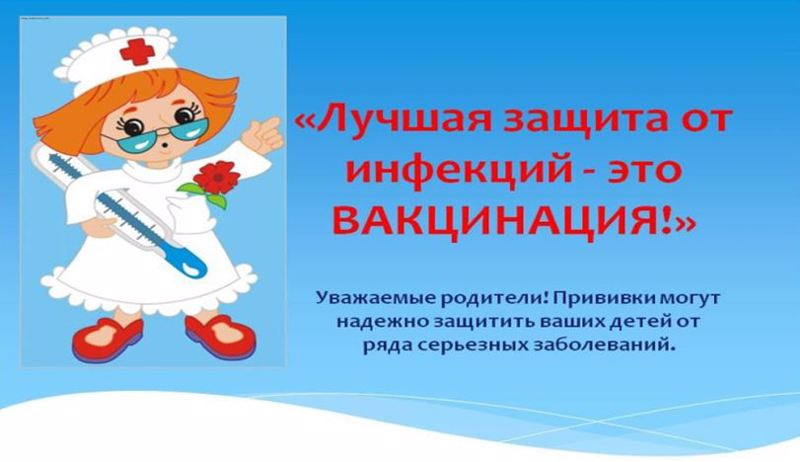 «Лучшая защита от
инфекций - это
ВАКЦИНАЦИЯ!»
Уважаемые родители! Прививки могут
надежно защитить ваших детей от
ряда серьезных заболеваний.